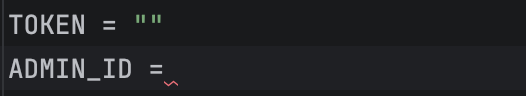 TOKEN = ""
ADMIN_ID =